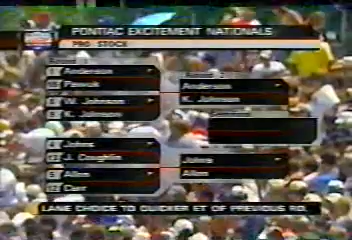 PONTIAC EXCITEMENT NATIONALS
PRO STOCK
Anderson
Pawuk
W. Johnson
K. Johnson
Anderson
K. Johnson
Johns
J. Coughlin
Allen
Carr
Johns
Allen
LANE CHOICE TO QUICKER ET OF PREVIOUS RD.